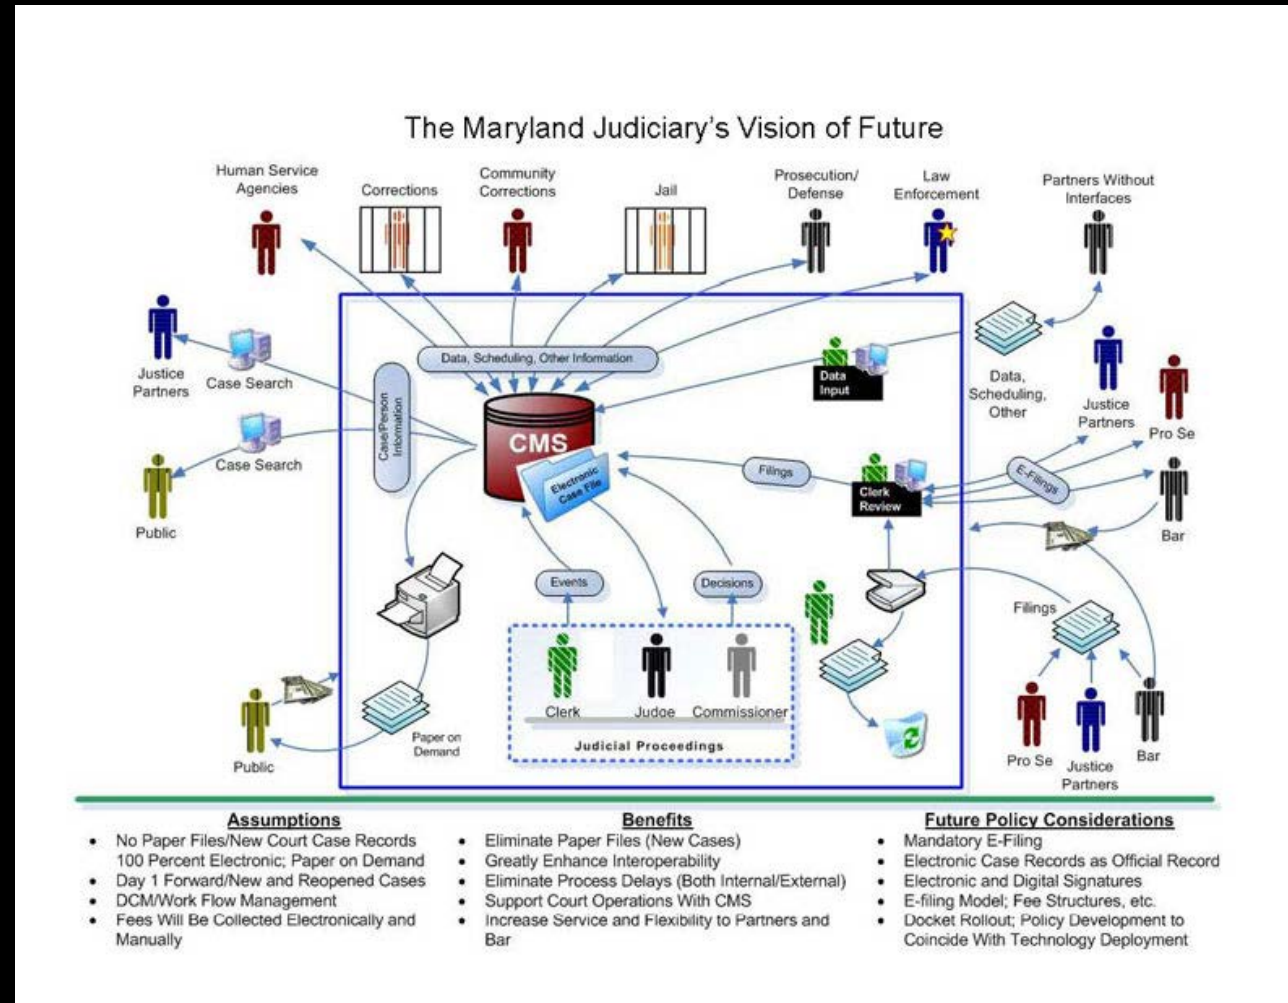 The Maryland Judiciary's Vision of Future
Human Service
Agencies
Corrections
Community
Corrections
Jail
Prosecution/
Defense
Law
Enforcement
Partners Without
Interfaces
Justice
Partners
Case Search
Data, Scheduling, Other Information
Case/Person
Information
Data
Input
Data,
Scheduling,
Other
Justice
Partners
Pro Se
Case Search
Public
CMS
Electronic
Case File
Filings
Clerk
Review
E-Filings
Bar
Events
Decisions
Filings
Clerk
Judge
Commissioner
Judicial Proceedings
Paper on
Demand
Public
Pro Se
Justice
Partners
Bar
Assumptions
• No Paper Files/New Court Case Records
100 Percent Electronic; Paper on Demand
• Day 1 Forward/New and Reopened Cases
• DCM/Work Flow Management
• Fees Will Be Collected Electronically and
Manually
Benefits
• Eliminate Paper Files (New Cases)
• Greatly Enhance Interoperability
• Eliminate Process Delays (Both Internal/External)
• Support Court Operations With CMS
• Increase Service and Flexibility to Partners and
Bar
Future Policy Considerations
• Mandatory E-Filing
• Electronic Case Records as Official Record
• Electronic and Digital Signatures
• E-filing Model; Fee Structures, etc.
• Docket Rollout; Policy Development to
Coincide With Technology Deployment